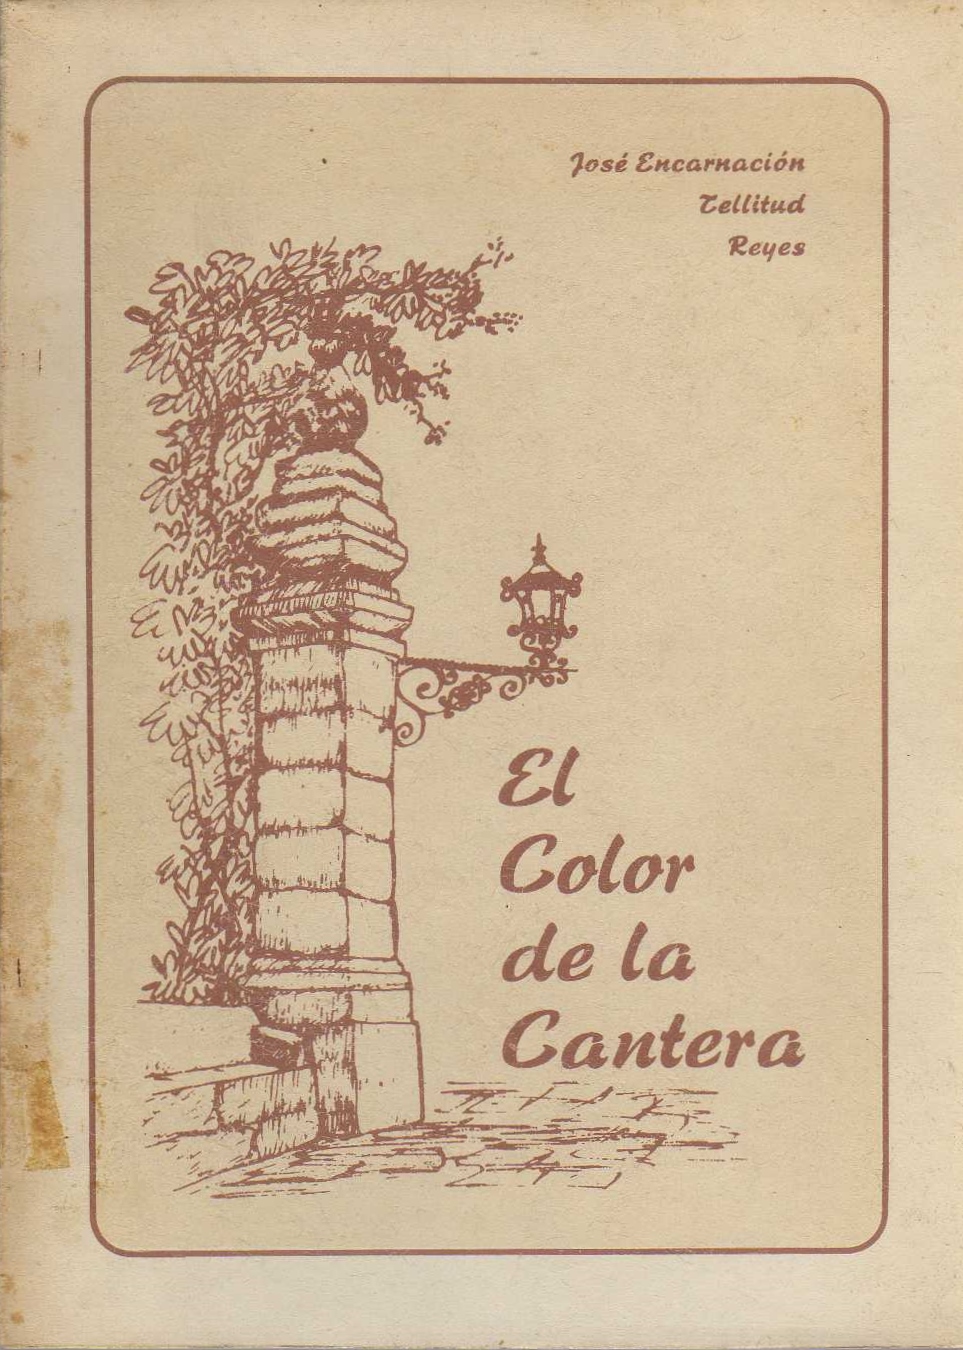 José Encarnación
Tellitud
Reyes
El
Color
de la
Cantera